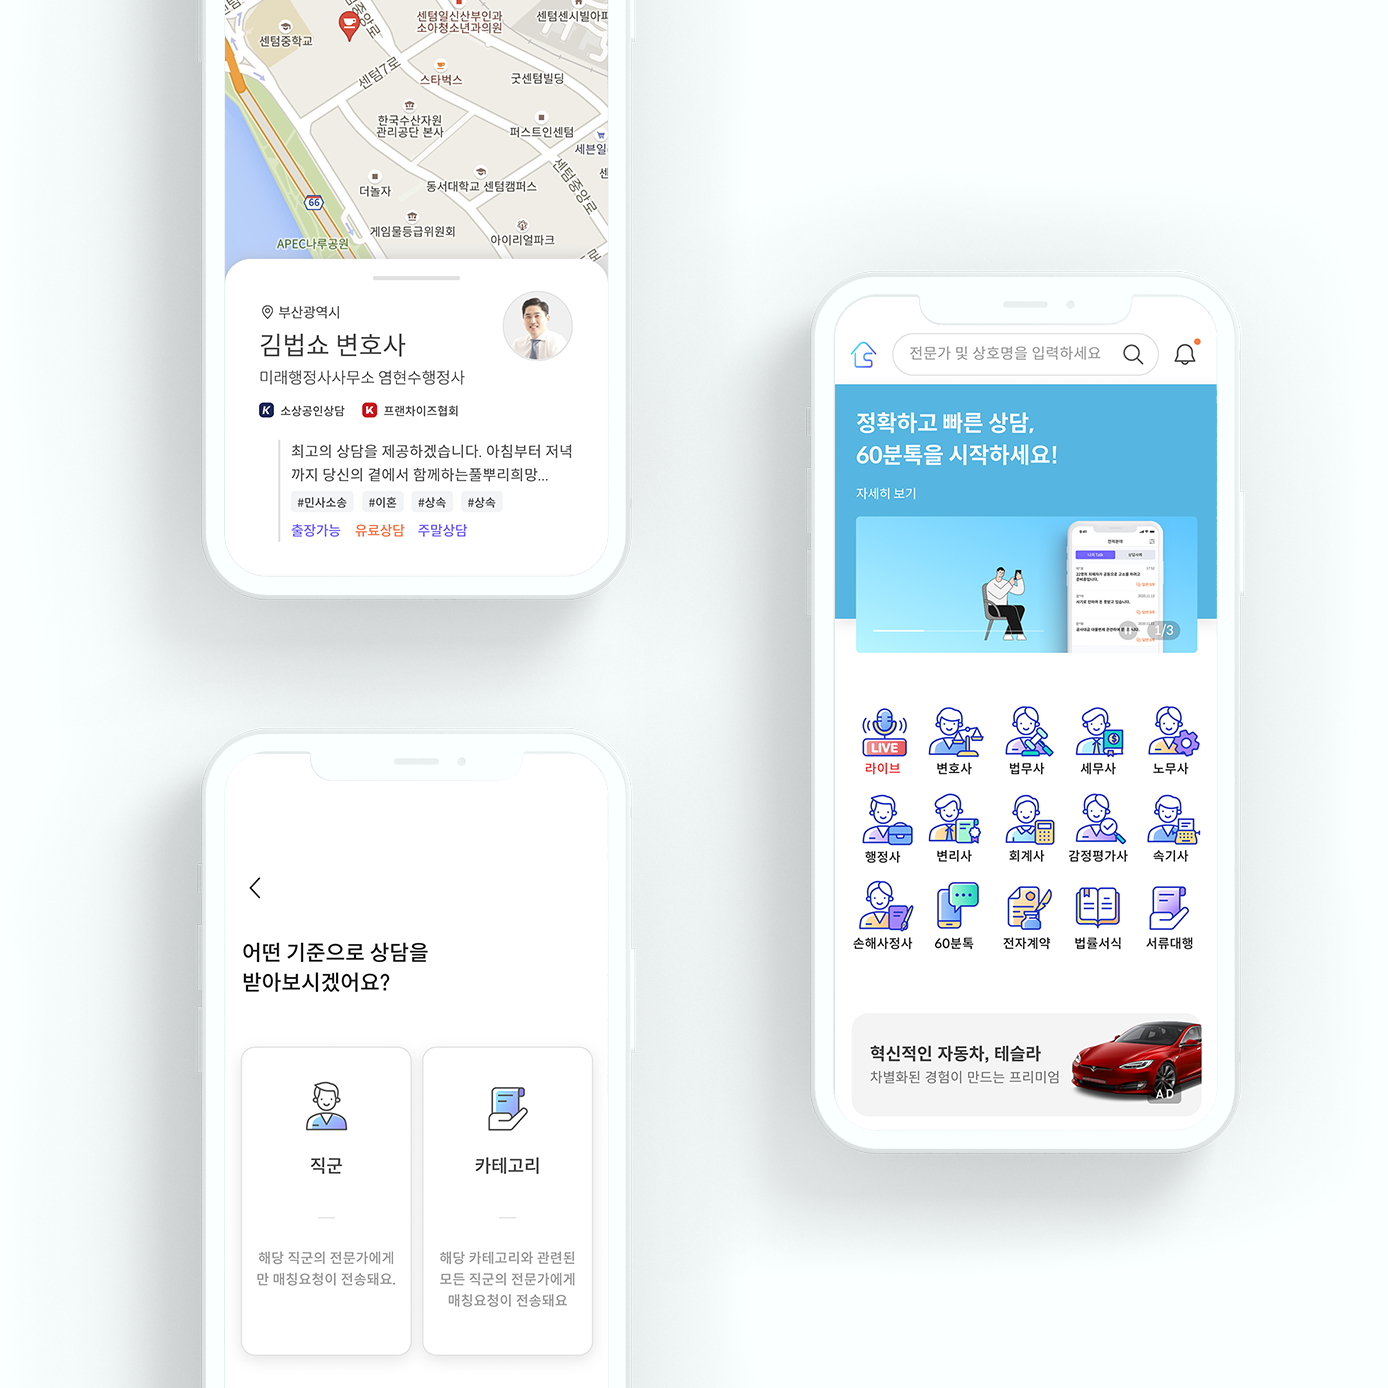 센텀중학교
센텀일신산부인과
소아청소년과의원
센텀7로
스타벅스
굿센텀빌딩
한국수산자원
관리공단 본사
퍼스트인센텀
세븐일
센텀중앙로
더놀자
동서대학교 센텀캠퍼스
66
게임물등급위원회
아이리얼파크
APEC나루공원
부산광역시
김법쇼 변호사
미래행정사사무소 염현수행정사
K 소상공인상담 K 프랜차이즈협회
최고의 상담을 제공하겠습니다. 아침부터 저녁
까지 당신의 곁에서 함께하는풀뿌리희망...
#민사소송 #이혼 #상속 #상속
출장가능 유료상담 주말상담
어떤 기준으로 상담을
받아보시겠어요?
직군
해당 직군의 전문가에게
만 매칭요청이 전송돼요.
카테고리
해당 카테고리와 관련된
모든 직군의 전문가에게
매칭요청이 전송돼요
전문가 및 상호명을 입력하세요
정확하고 빠른 상담,
60분톡을 시작하세요!
자세히 보기
1/3
LIVE
라이브 변호사 법무사 세무사 노무사
행정사 변리사 회계사 감정평가사 속기사
손해사정사 60분톡 전자계약 법률서식 서류대행
혁신적인 자동차, 테슬라
차별화된 경험이 만드는 프리미엄
AD